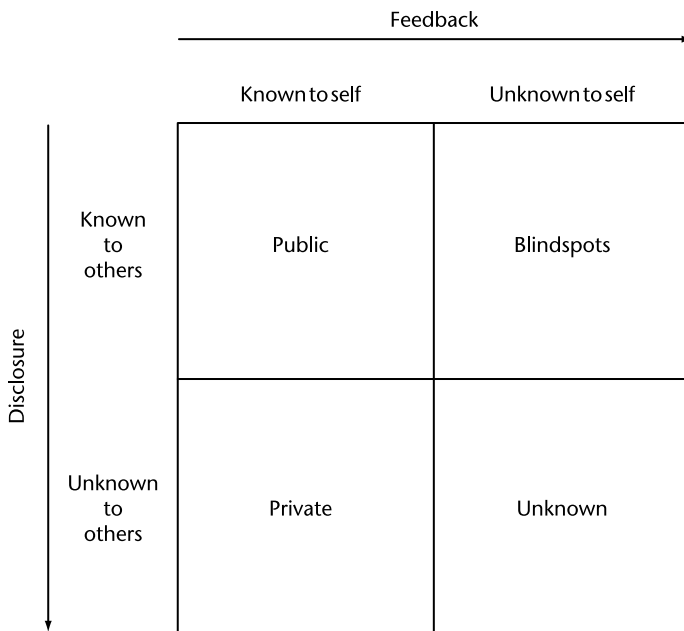 Feedback
Known to self
Unknown to self
Known
to
others
Public
Blindspots
Disclosure
Unknown
to
others
Private
Unknown